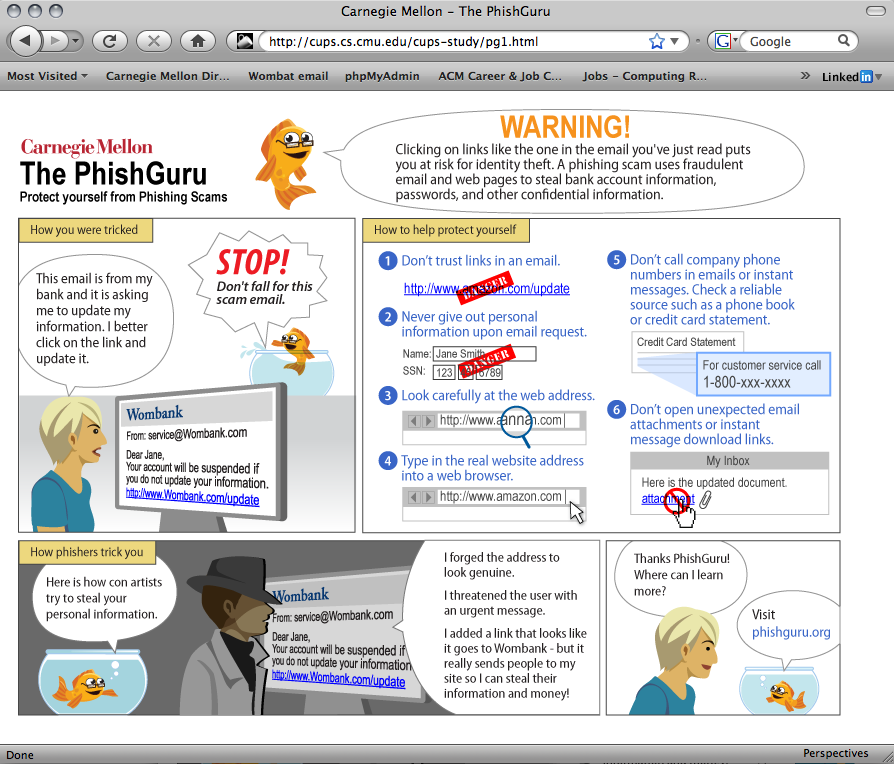 Carnegie Mellon - The PhishGuru
http://cups.cs.cmu.edu/cups-study/pg1.html
Google
Most Visited
Carnegie Mellon Dir...
Wombat email
phpMyAdmin
ACM Career & Job C...
Jobs - Computing R...
»
Linked in
Carnegie Mellon
The PhishGuru
Protect yourself from Phishing Scams
WARNING!
Clicking on links like the one in the email you've just read puts
you at risk for identity theft. A phishing scam uses fraudulent
email and web pages to steal bank account information,
passwords, and other confidential information.
How you were tricked
This email is from my
bank and it is asking
me to update my
information. I better
click on the link and
update it.
STOP!
Don't fall for this
scam email.
Wombank
From: service@Wombank.com
Dear Jane,
Your account will be suspended if
you do not update your information.
http://www.Wombank.com/update
How to help protect yourself
1 Don't trust links in an email.
http://www.amazon.com/update
DANGER
2 Never give out personal
information upon email request.
Name: Jane Smith
SSN: 123 6789
DANGER
3 Look carefully at the web address.
http://www.annan.com
4 Type in the real website address
into a web browser.
http://www.amazon.com
5 Don't call company phone
numbers in emails or instant
messages. Check a reliable
source such as a phone book
or credit card statement.
Credit Card Statement
For customer service call
1-800-xxx-xxxx
6 Don't open unexpected email
attachments or instant
message download links.
My Inbox
Here is the updated document.
attachment
How phishers trick you
Here is how con artists
try to steal your
personal information.
Wombank
From: service@Wombank.com
Dear Jane,
Your account will be suspended if
you do not update your information
http://www.Wombank.com/update
I forged the address to
look genuine.
I threatened the user with
an urgent message.
I added a link that looks like
it goes to Wombank - but it
really sends people to my
site so I can steal their
information and money!
Thanks PhishGuru!
Where can I learn
more?
Visit
phishguru.org
Done
Perspectives